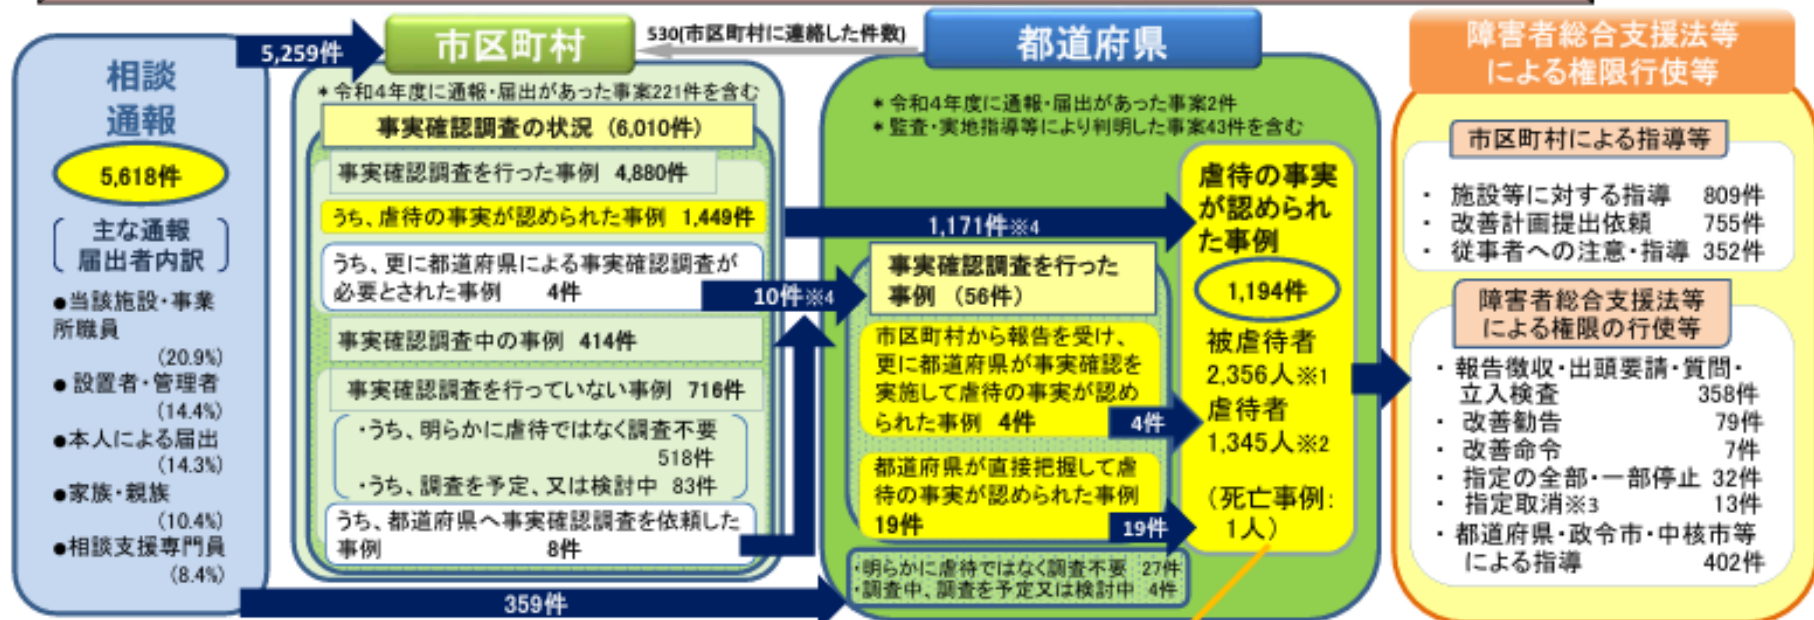 相談
通報
5,618件
主な通報
届出者内訳
●当該施設・事業
所職員
(20.9%)
●設置者・管理者
(14.4%)
●本人による届出
(14.3%)
●家族・親族
(10.4%)
●相談支援専門員
(8.4%)
5,259件
359件
市区町村
530(市区町村に連絡した件数)
＊令和4年度に通報・届出があった事案221件を含む
事実確認調査の状況（6,010件）
事実確認調査を行った事例 4,880件
うち、虐待の事実が認められた事例 1,449件
うち、更に都道府県による事実確認調査が
必要とされた事例 4件
事実確認調査中の事例 414件
事実確認調査を行っていない事例 716件
・うち、明らかに虐待ではなく調査不要
518件
・うち、調査を予定、又は検討中 83件
うち、都道府県へ事実確認調査を依頼した
事例 8件
1,171件※4
10件※4
都道府県
＊令和4年度に通報・届出があった事案2件
＊監査・実地指導等により判明した事案43件を含む
事実確認調査を行った
事例（56件）
市区町村から報告を受け、
更に都道府県が事実確認を
実施して虐待の事実が認め
られた事例 4件
4件
都道府県が直接把握して虐
待の事実が認められた事例
19件
19件
・明らかに虐待ではなく調査不要 27件
・調査中、調査を予定又は検討中 4件
虐待の事実
が認められ
た事例
1,194件
被虐待者
2,356人※1
虐待者
1,345人※2
（死亡事例：
1人）
障害者総合支援法等
による権限行使等
市区町村による指導等
・ 施設等に対する指導 809件
・ 改善計画提出依頼 755件
・ 従事者への注意・指導 352件
障害者総合支援法等
による権限の行使等
・報告徴収・出頭要請・質問・
立入検査 358件
・ 改善勧告 79件
・ 改善命令 7件
・ 指定の全部・一部停止 32件
・ 指定取消※3 13件
・都道府県・政令市・中核市等
による指導 402件